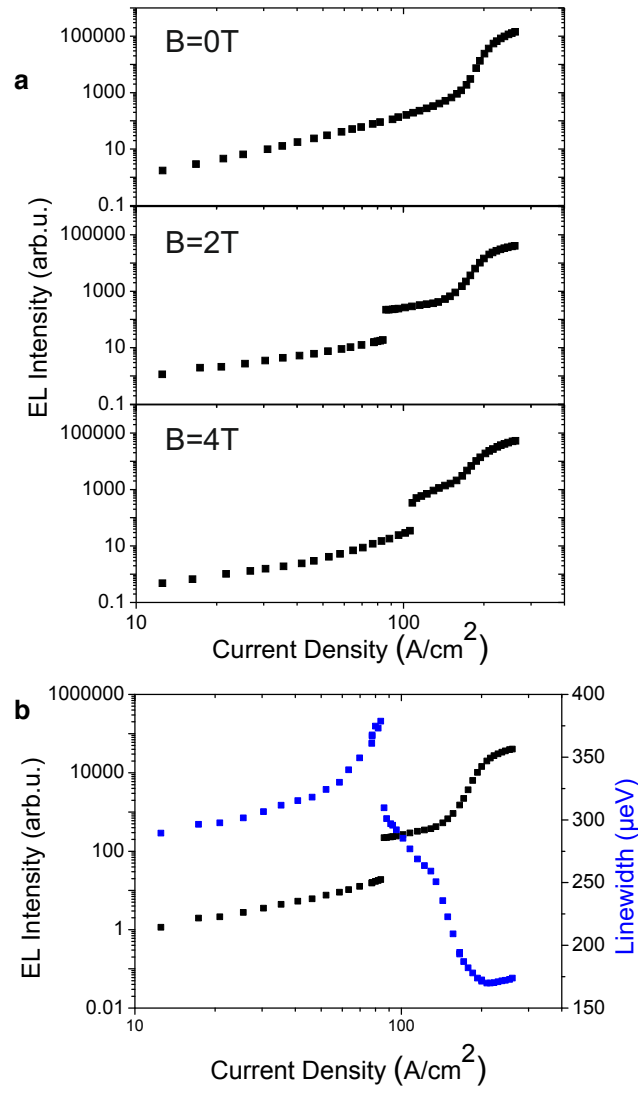 a
B=0T
100000
1000
100
10
0.1
B=2T
100000
1000
10
0.1
B=4T
100000
1000
10
0.1
EL Intensity (arb.u.)
10
100
Current Density (A/cm²)
b
1000000
10000
100
1
0.01
EL Intensity (arb.u.)
400
350
300
250
200
150
Linewidth (µeV)
10
100
Current Density (A/cm²)